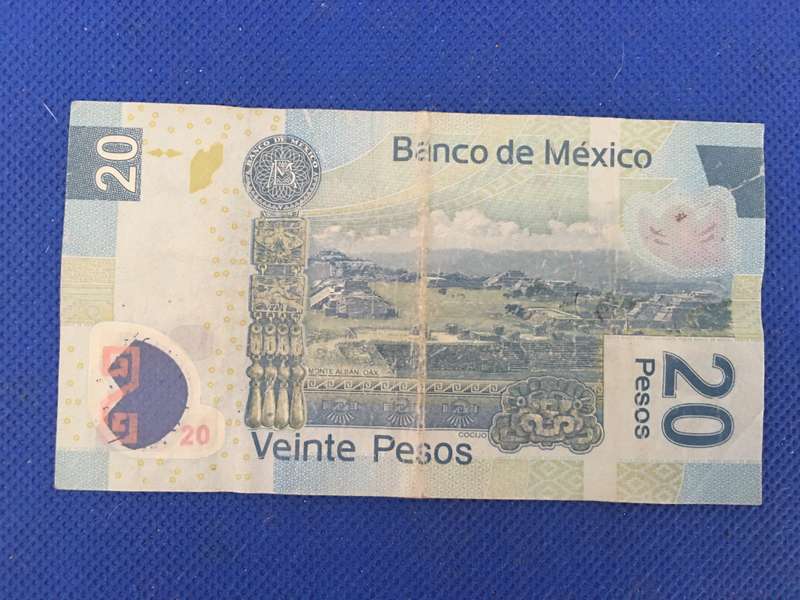 20
BANCO DE MÉXICO
Banco de México
MONTE ALBÁN, OAX.
20
Pesos
COCIJO
20
Veinte Pesos